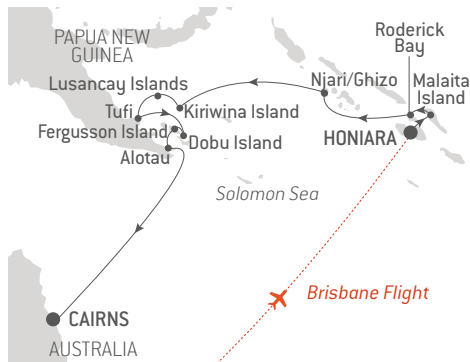 Roderick
Bay
PAPUA NEW
GUINEA
Malaita
Island
Njari/Ghizo
Lusancay Islands
Tufi
Kiriwina Island
Fergusson Island
Dobu Island
HONIARA
Alotau
Solomon Sea
Brisbane Flight
CAIRNS
AUSTRALIA